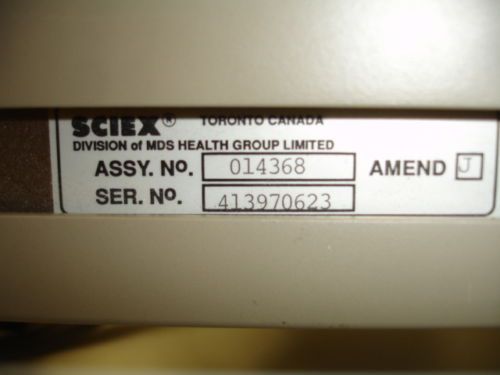 SCIEX® TORONTO CANADA
DIVISION of MDS HEALTH GROUP LIMITED
ASSY. NO. 014368 AMEND J
SER. NO. 413970623